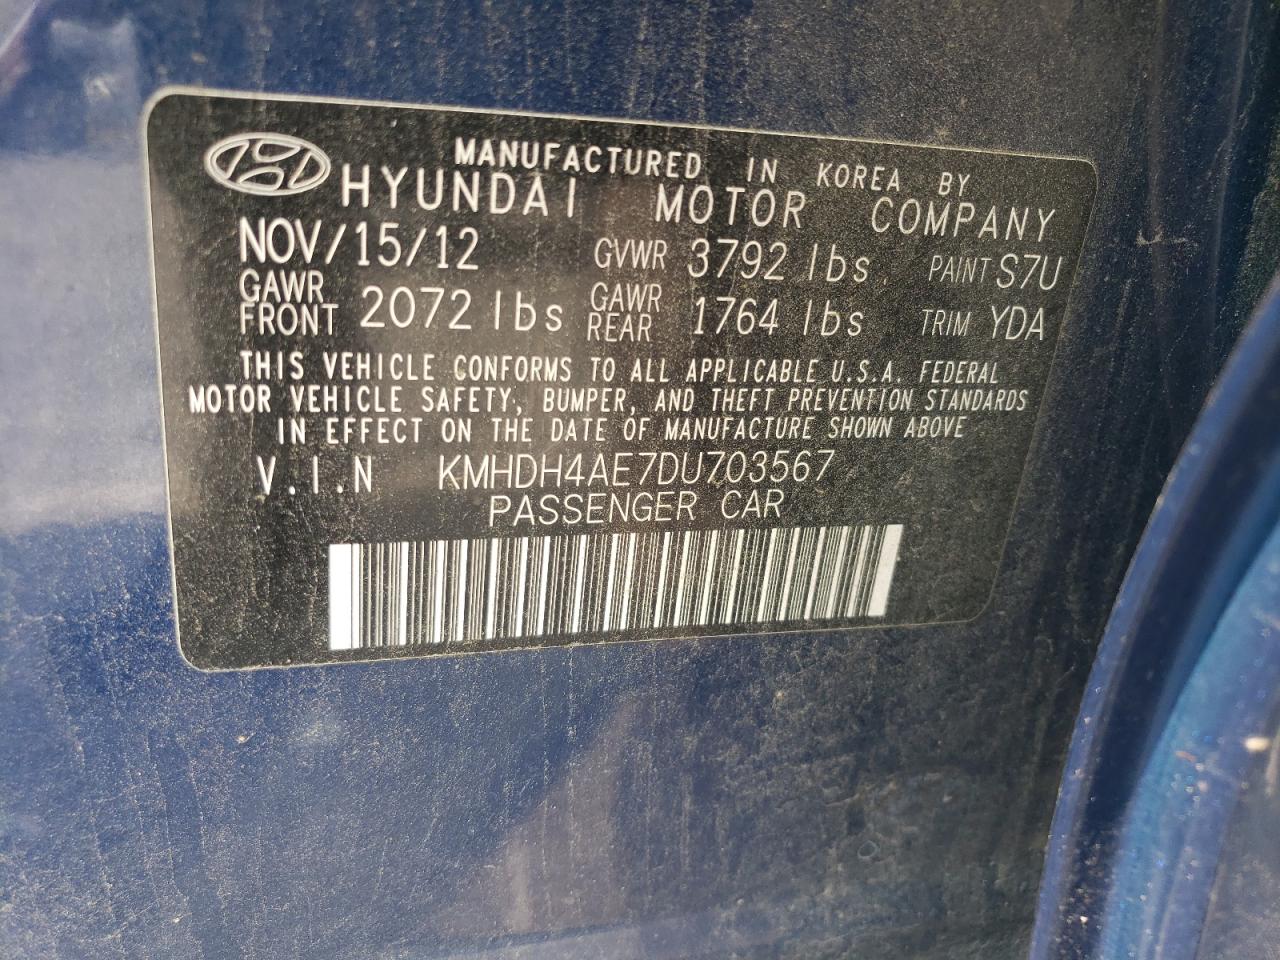 MANUFACTURED IN KOREA BY
HYUNDAI MOTOR COMPANY
NOV/15/12 GVWR 3792 lbs PAINT S7U
GAWR FRONT 2072 lbs GAWR REAR 1764 lbs TRIM YDA
THIS VEHICLE CONFORMS TO ALL APPLICABLE U.S.A. FEDERAL
MOTOR VEHICLE SAFETY, BUMPER, AND THEFT PREVENTION STANDARDS
IN EFFECT ON THE DATE OF MANUFACTURE SHOWN ABOVE
V.I.N KMHDH4AE7DU703567
PASSENGER CAR